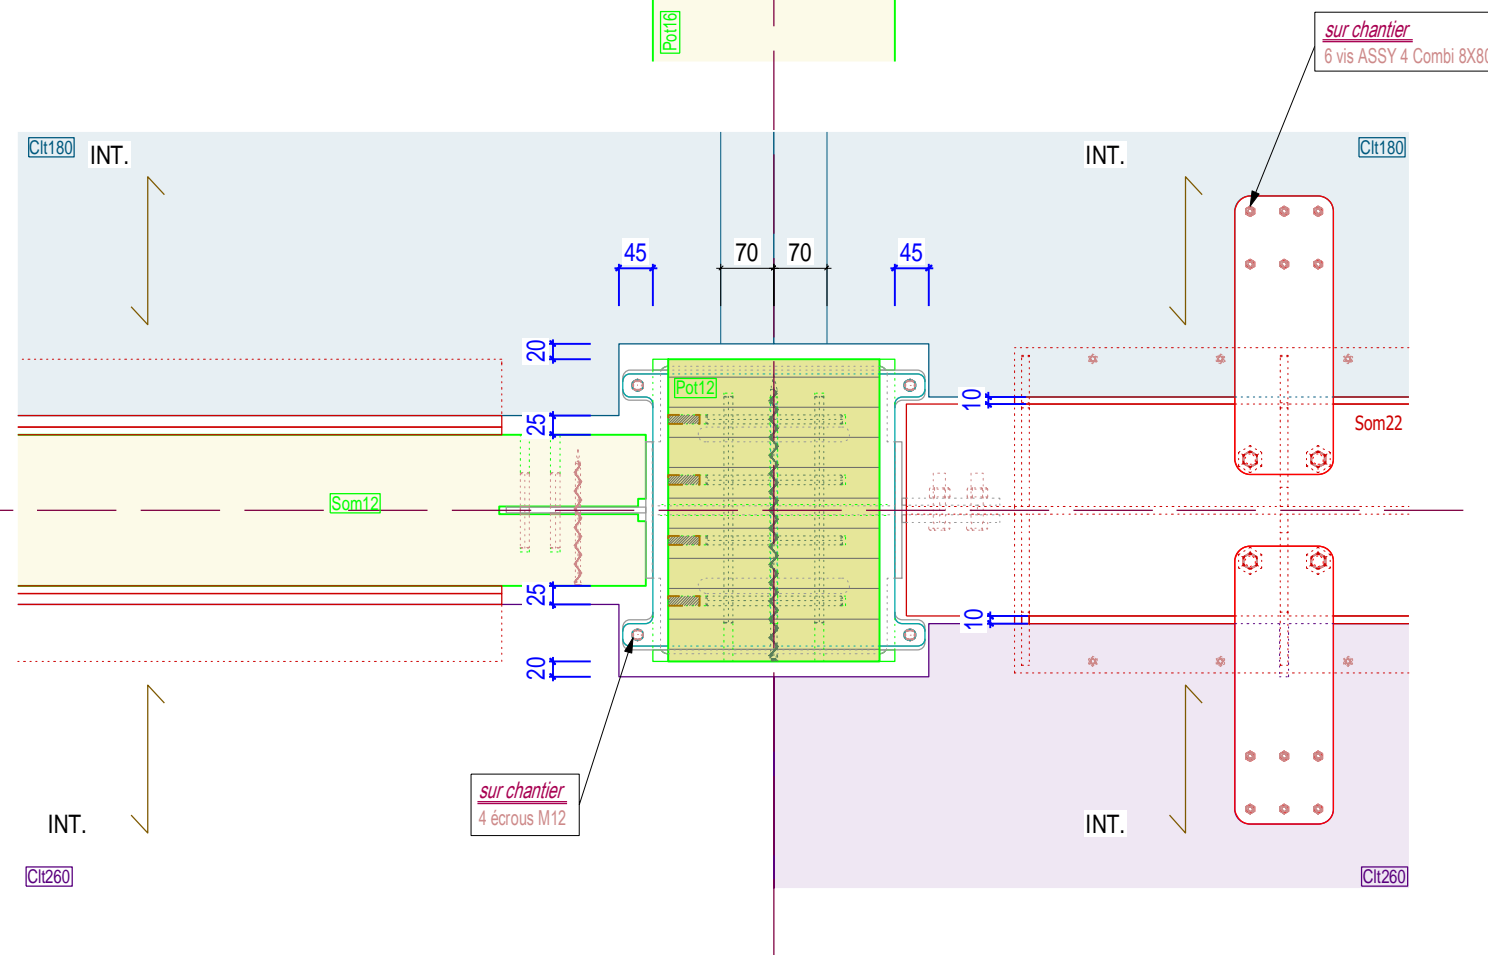 Pot16
sur chantier
6 vis ASSY 4 Combi 8X80
Clt180
INT.
INT.
Clt180
45
70
70
45
20
Pot12
10
25
Som22
Som12
25
10
20
sur chantier
4 écrous M12
INT.
INT.
Clt260
Clt260